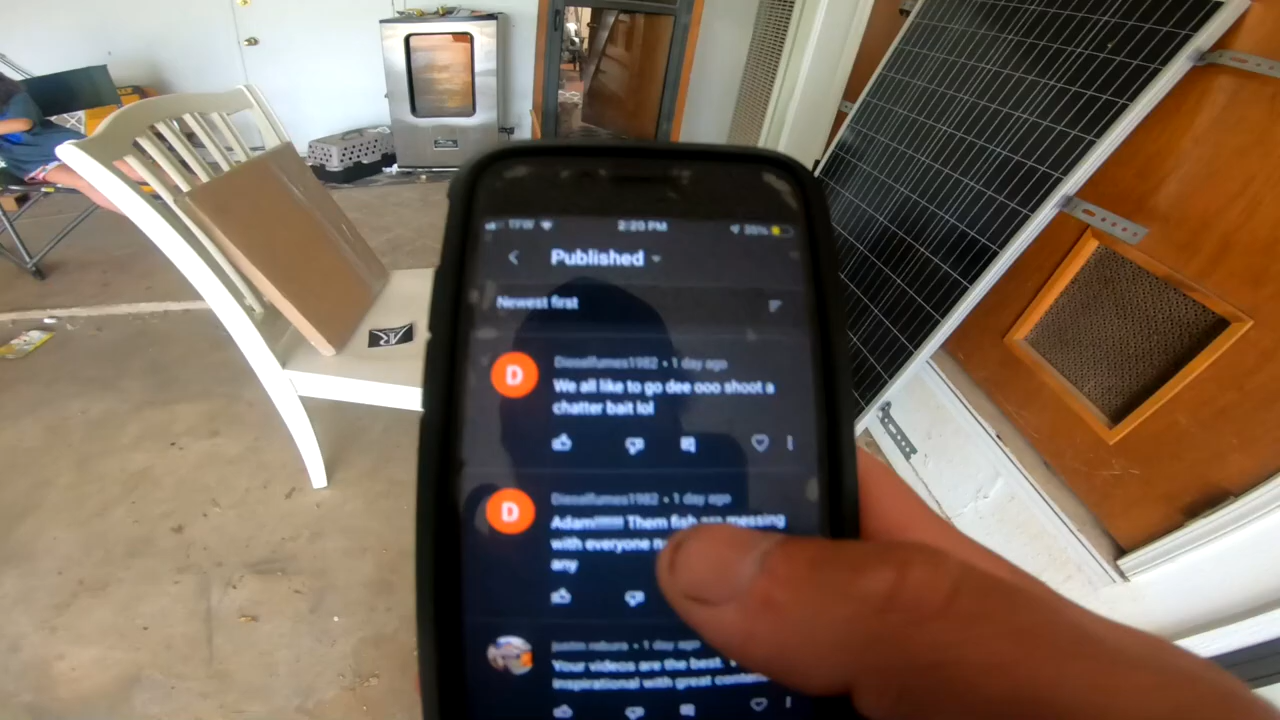 TFW
2:20 PM
Published
Newest first
Dieselfumes1982 • 1 day ago
D
We all like to go dee ooo shoot a
chatter bait lol
Dieselfumes1982 • 1 day ago
D
Adam!!!!!! Them fish are messing
with everyone
any
1 day ago
Your videos are the best.
inspirational with great